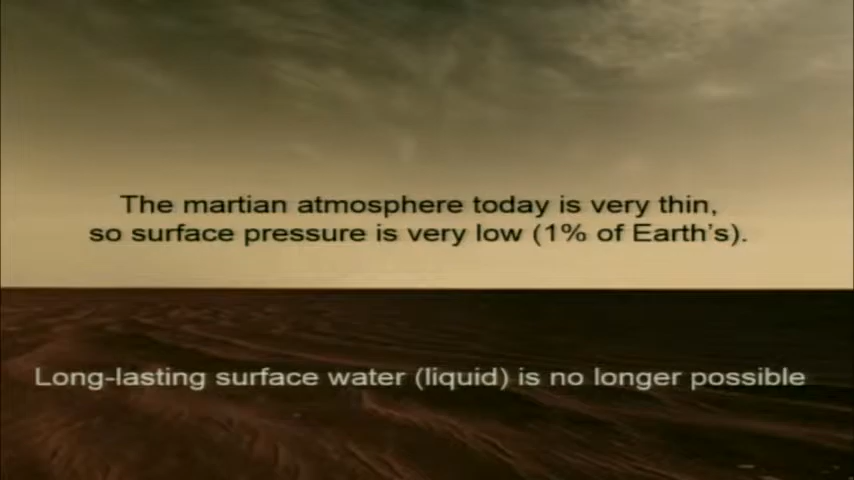 The martian atmosphere today is very thin,
so surface pressure is very low (1% of Earth's).
Long-lasting surface water (liquid) is no longer possible